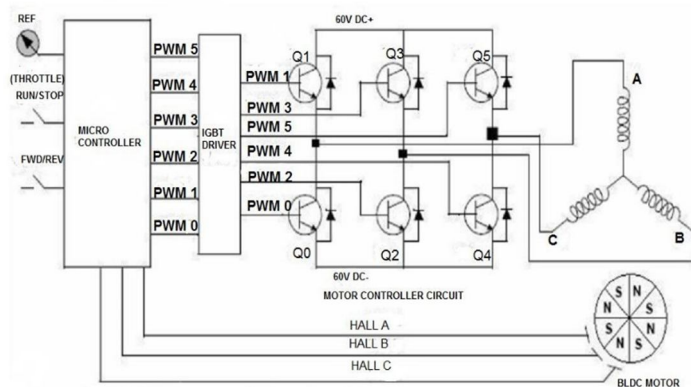 REF
60V DC+
(THROTTLE)
RUN/STOP
FWD/REV
MICRO
CONTROLLER
PWM 5
PWM 4
PWM 3
PWM 2
PWM 1
PWM 0
IGBT
DRIVER
PWM 1
PWM 3
PWM 5
PWM 4
PWM 2
PWM 0
Q1
Q3
Q5
Q0
Q2
Q4
A
C
B
60V DC-
MOTOR CONTROLLER CIRCUIT
HALL A
HALL B
HALL C
S N
N S
S N
N S
BLDC MOTOR